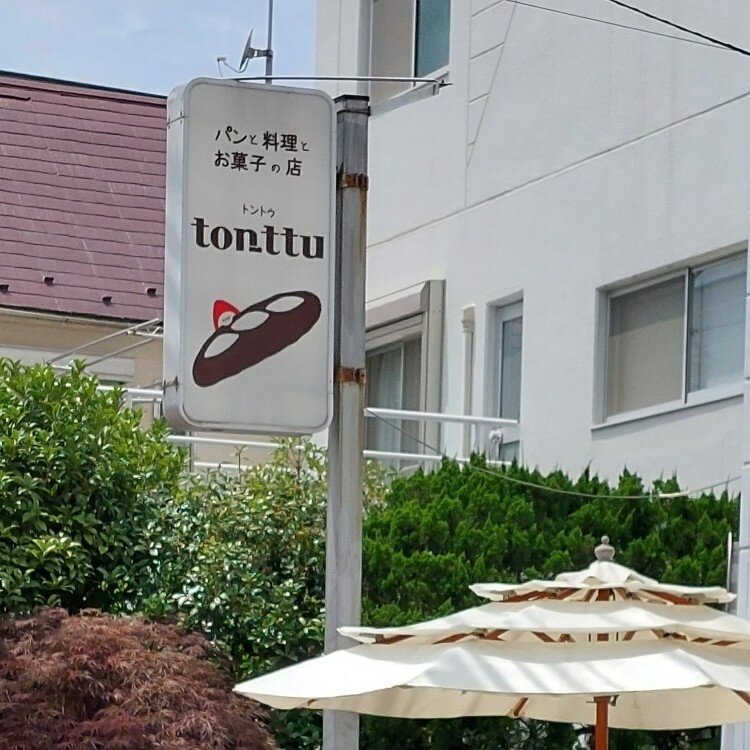 パンと料理と
お菓子の店
トントゥ
tonttu